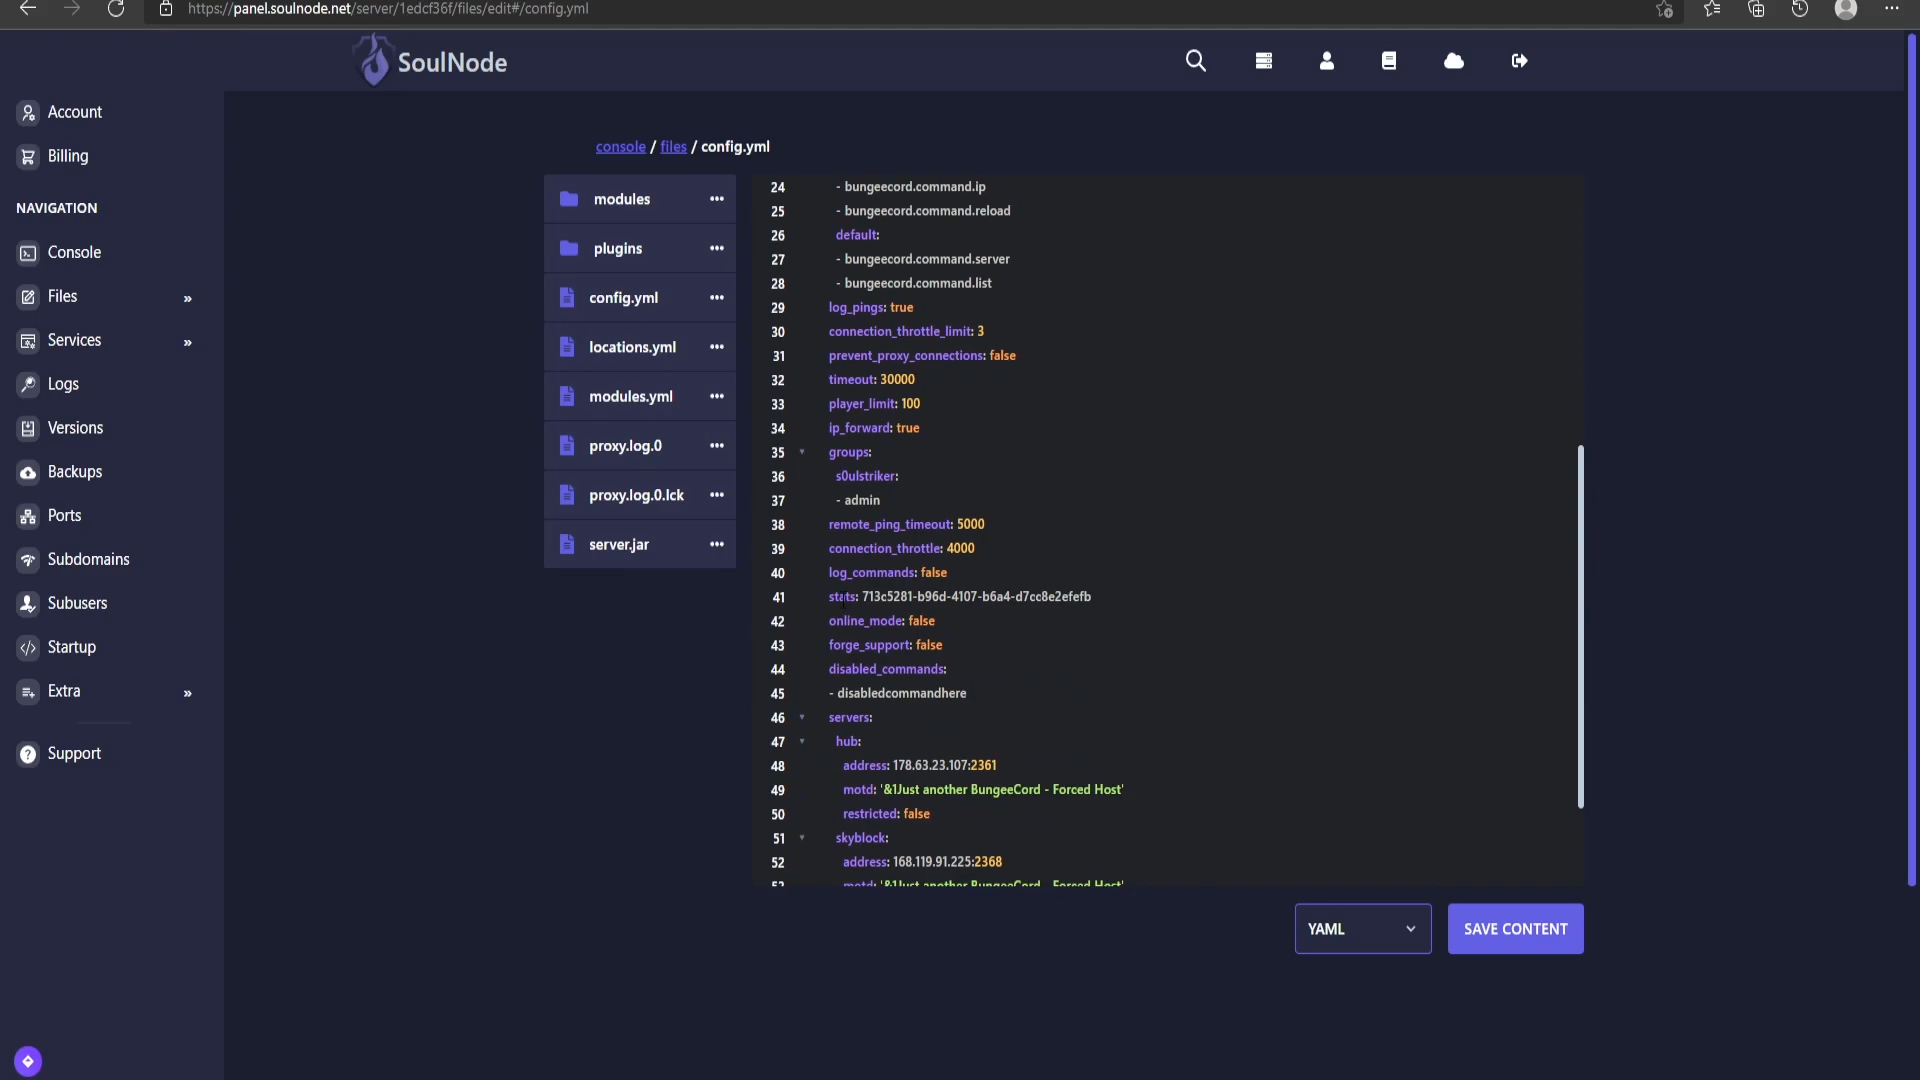 https://panel.soulnode.net/server/1edcf36f/files/edit#/config.yml
SoulNode
Account
Billing
NAVIGATION
Console
Files »
Services »
Logs
Versions
Backups
Ports
Subdomains
Subusers
Startup
Extra »
Support
console / files / config.yml
modules
plugins
config.yml
locations.yml
modules.yml
proxy.log.0
proxy.log.0.lck
server.jar
24 - bungeecord.command.ip
25 - bungeecord.command.reload
26 default:
27 - bungeecord.command.server
28 - bungeecord.command.list
29 log_pings: true
30 connection_throttle_limit: 3
31 prevent_proxy_connections: false
32 timeout: 30000
33 player_limit: 100
34 ip_forward: true
35 groups:
36 s0ulstriker:
37 - admin
38 remote_ping_timeout: 5000
39 connection_throttle: 4000
40 log_commands: false
41 stats: 713c5281-b96d-4107-b6a4-d7cc8e2efefb
42 online_mode: false
43 forge_support: false
44 disabled_commands:
45 - disabledcommandhere
46 servers:
47 hub:
48 address: 178.63.23.107:2361
49 motd: '&1Just another BungeeCord - Forced Host'
50 restricted: false
51 skyblock:
52 address: 168.119.91.225:2368
53 motd: '&1Just another BungeeCord - Forced Host'
YAML
SAVE CONTENT